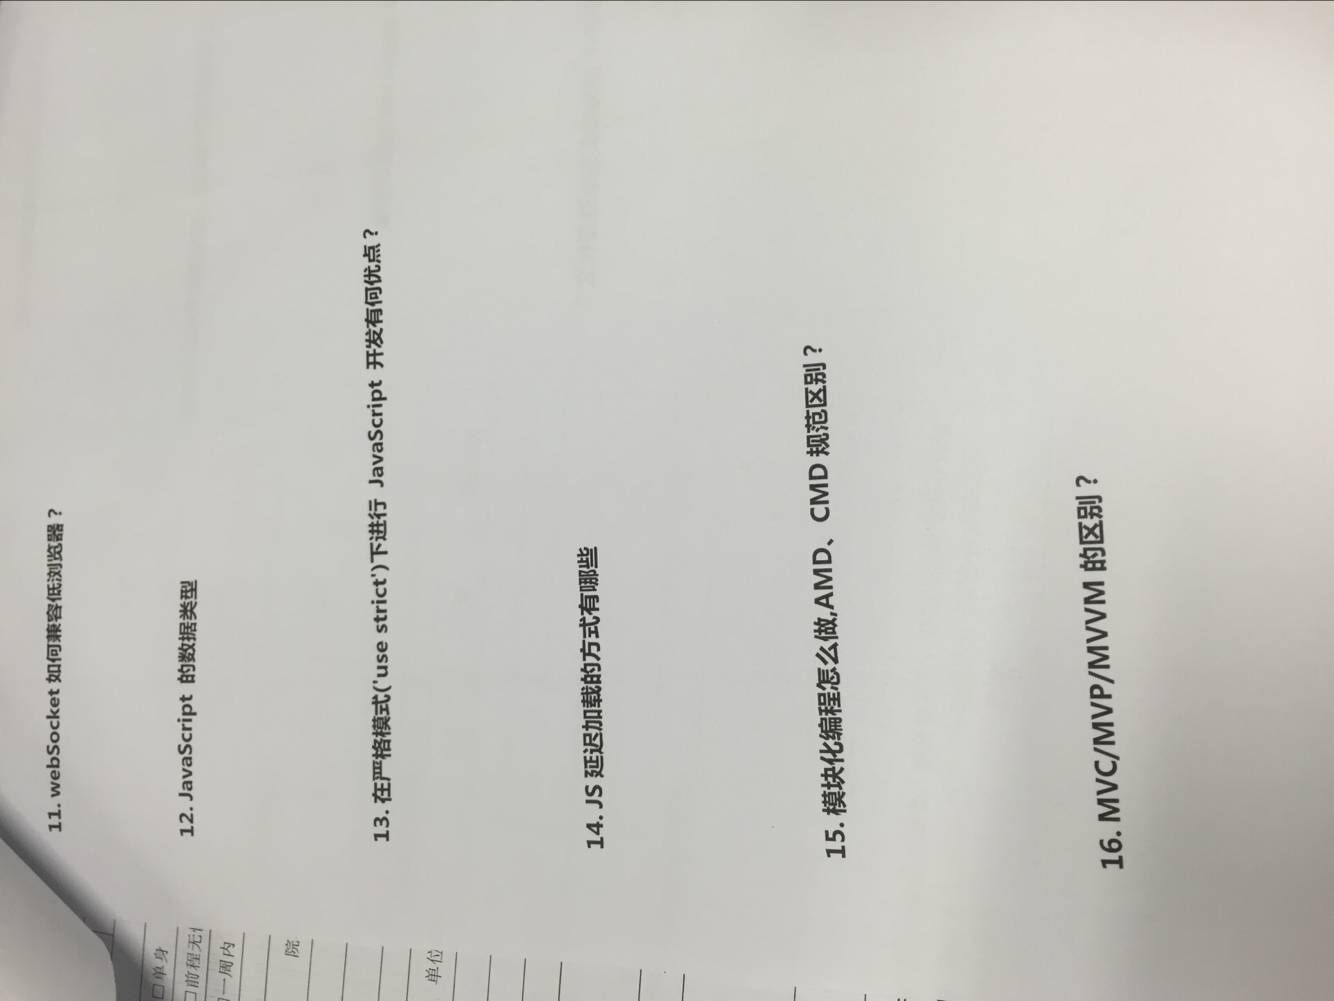 11. webSocket 如何兼容低浏览器？
12. JavaScript 的数据类型
13. 在严格模式('use strict')下进行 JavaScript 开发有何优点？
14. JS 延迟加载的方式有哪些
15. 模块化编程怎么做,AMD、CMD 规范区别？
16. MVC/MVP/MVVM 的区别？
□单身
□前程无
一周内
院
单位